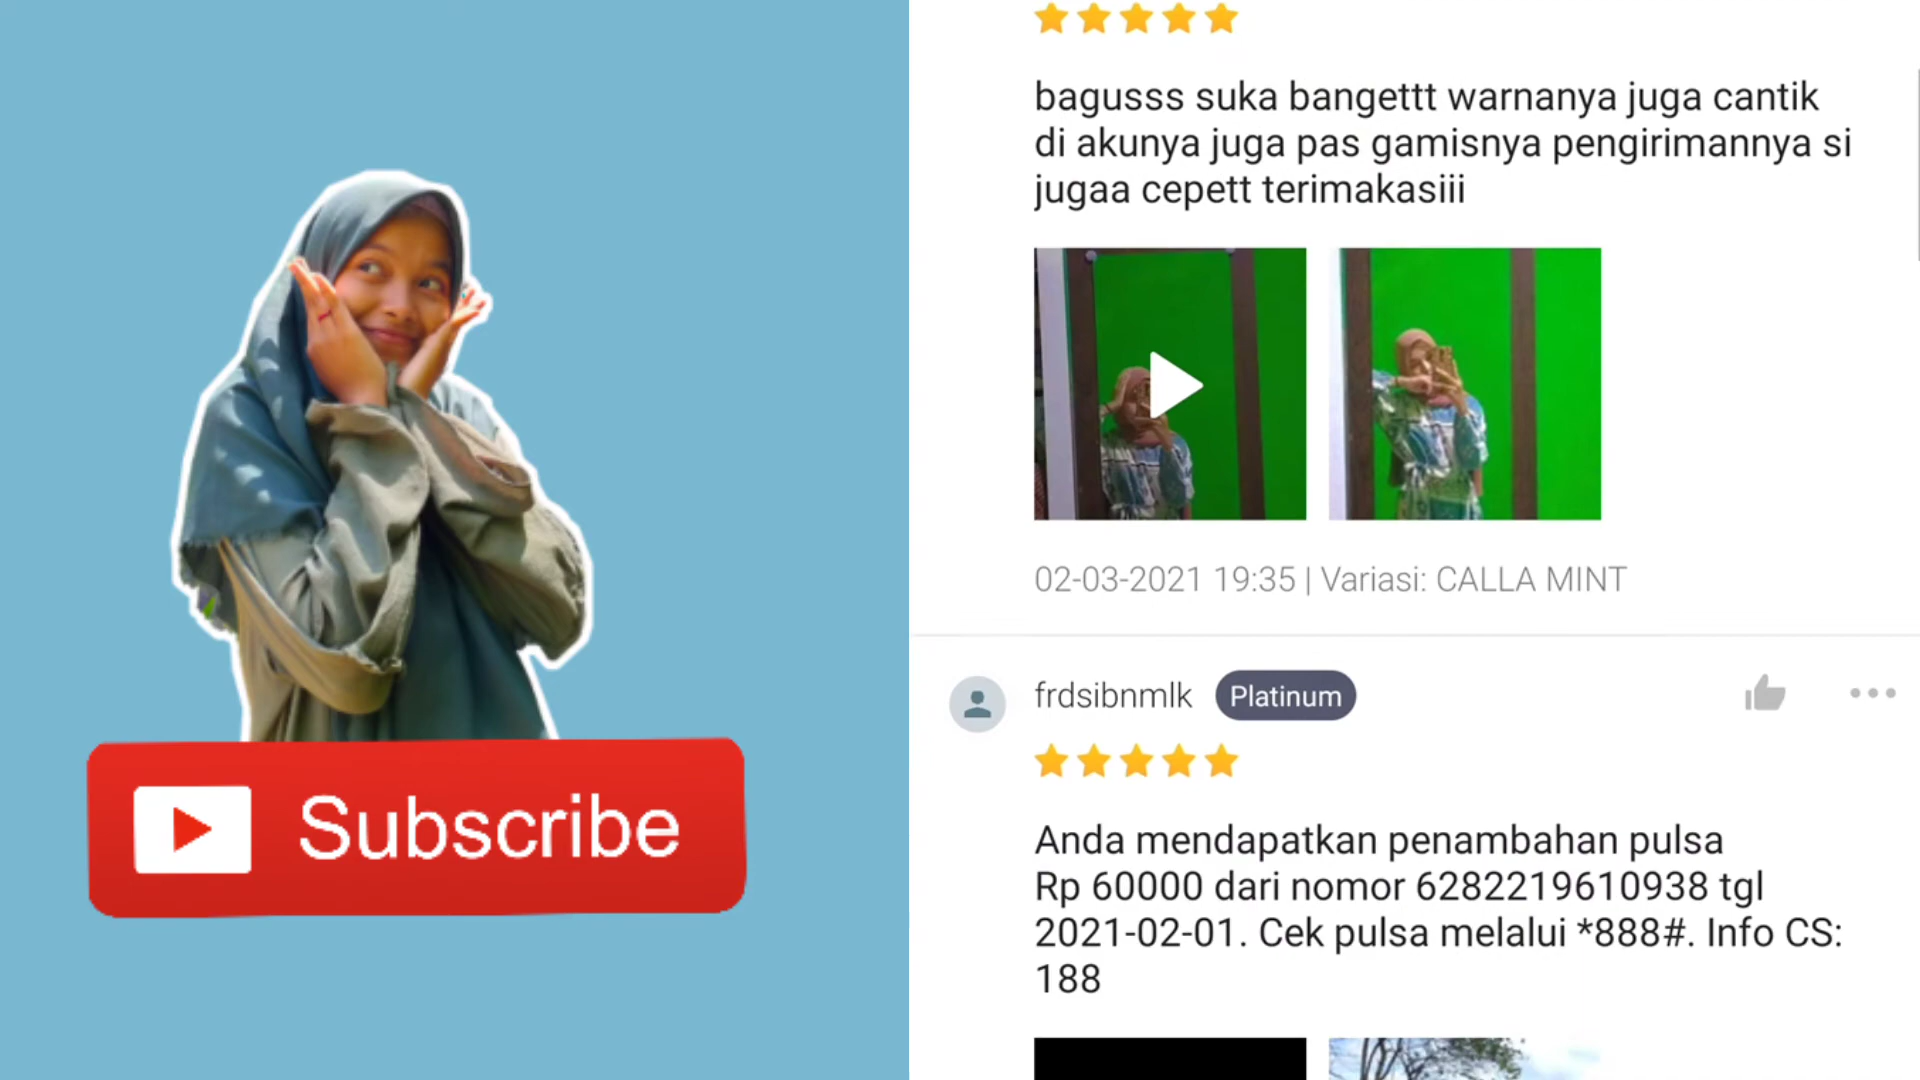 Subscribe
bagusss suka bangettt warnanya juga cantik
di akunya juga pas gamisnya pengirimannya si
jugaa cepett terimakasiii
02-03-2021 19:35 | Variasi: CALLA MINT
frdsibnmlk Platinum
Anda mendapatkan penambahan pulsa
Rp 60000 dari nomor 6282219610938 tgl
2021-02-01. Cek pulsa melalui *888#. Info CS:
188